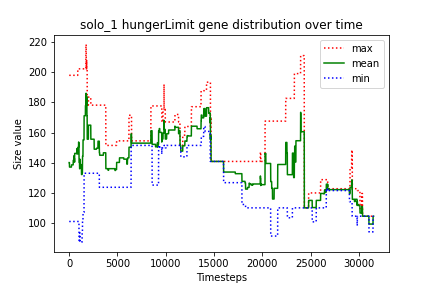 solo_1 hungerLimit gene distribution over time
220
200
180
160
140
120
100
Size value
max
mean
min
0
5000
10000
15000
20000
25000
30000
Timesteps